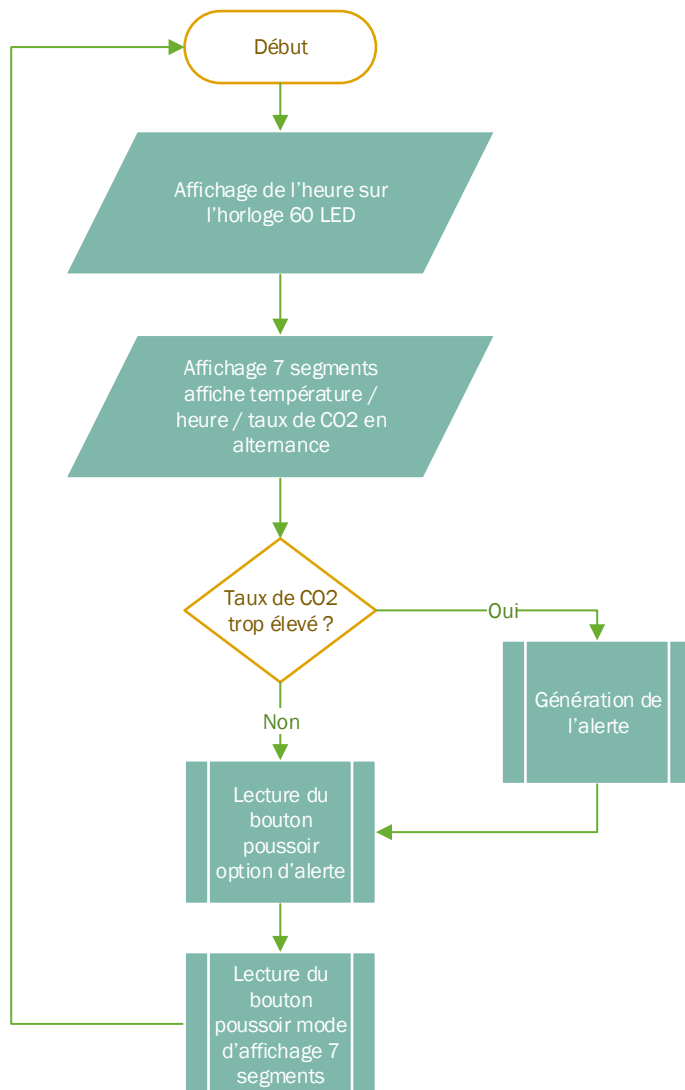 Début
Affichage de l'heure sur
l'horloge 60 LED
Affichage 7 segments
affiche température /
heure / taux de CO2 en
alternance
Taux de CO2
trop élevé ?
Oui
Génération de
l'alerte
Non
Lecture du
bouton
poussoir
option d'alerte
Lecture du
bouton
poussoir mode
d'affichage 7
segments